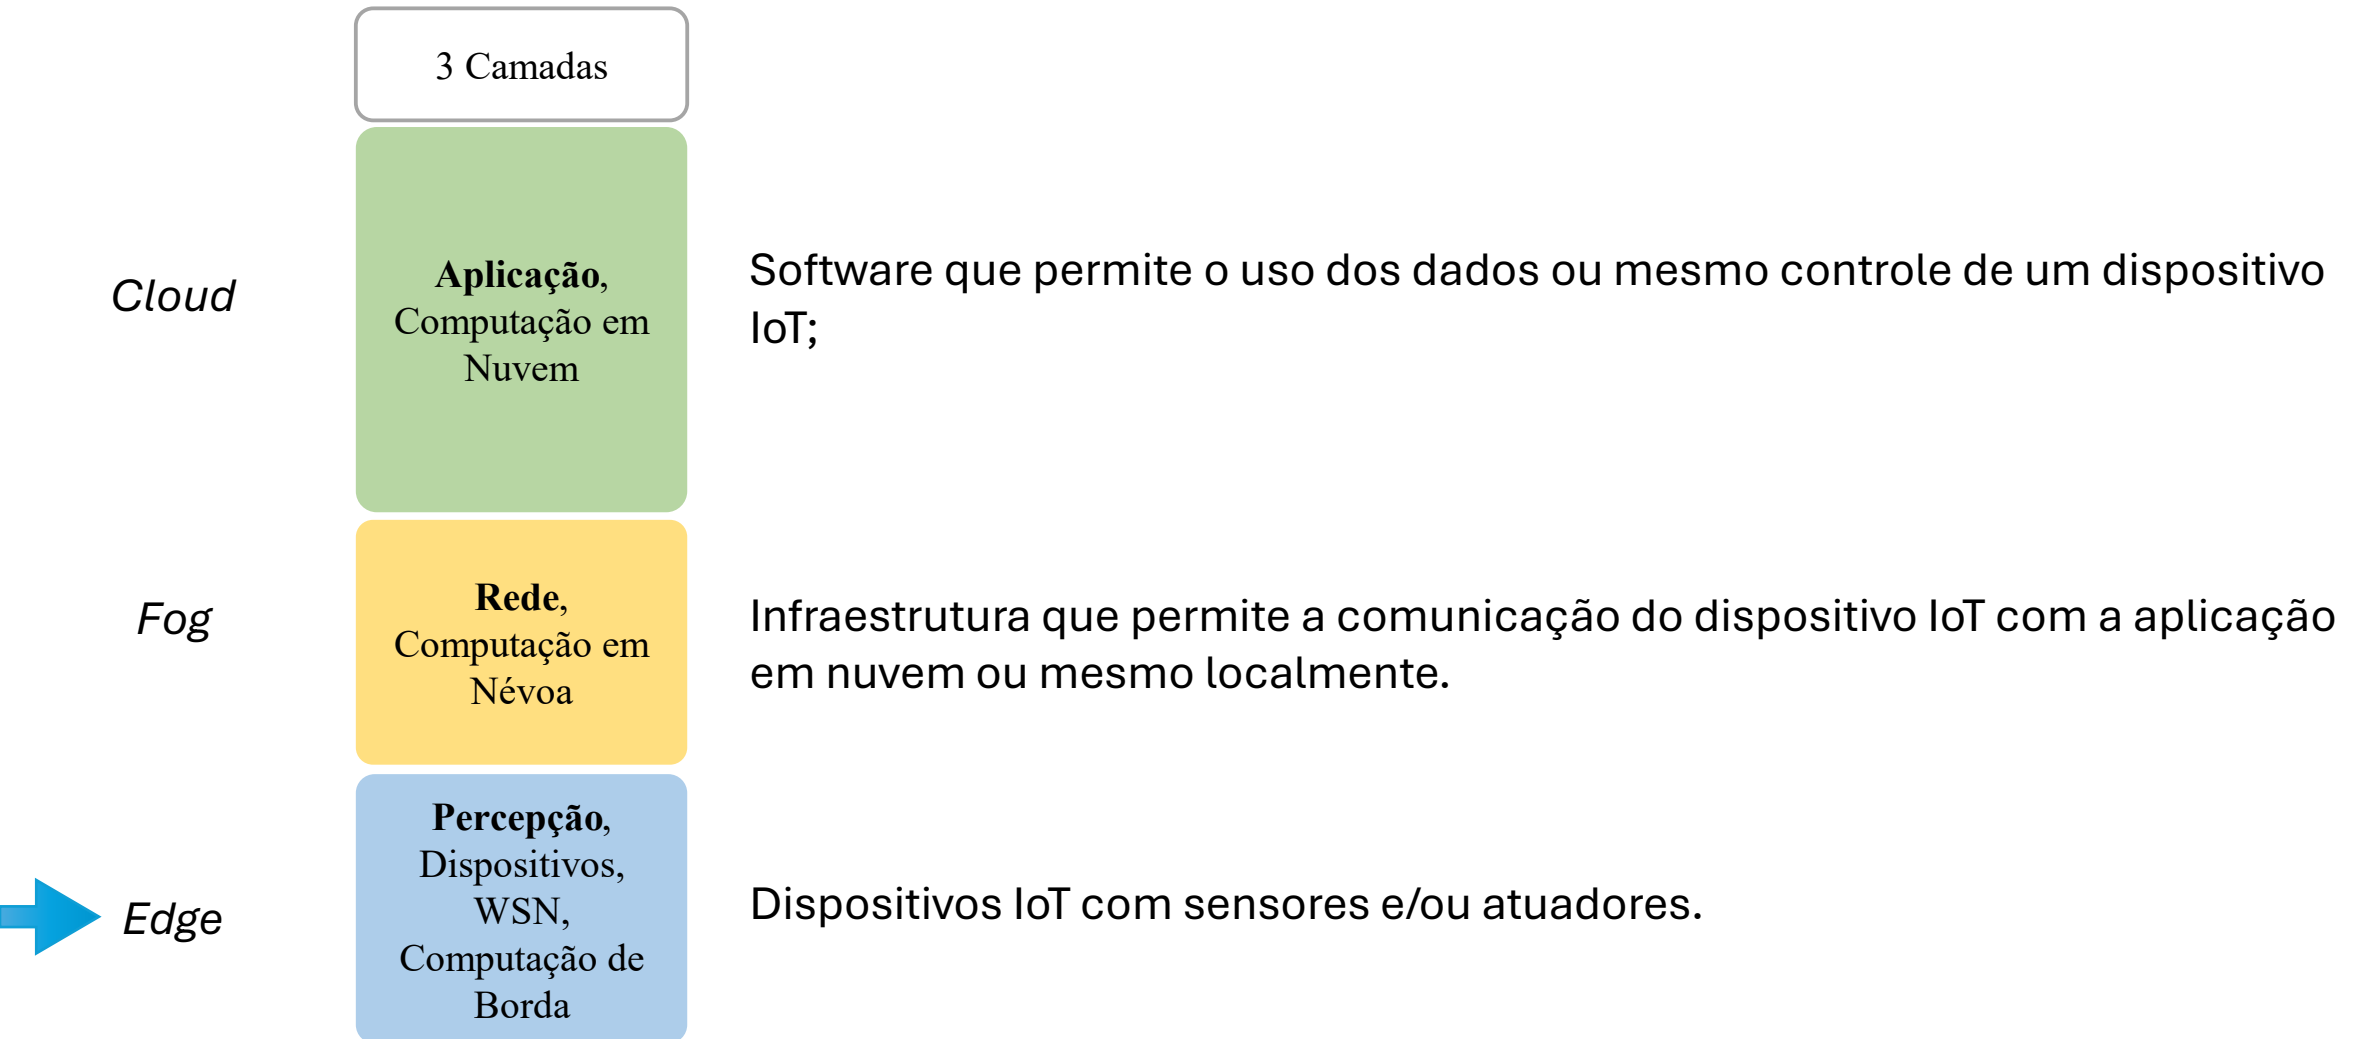 3 Camadas
Cloud
Aplicação,
Computação em
Nuvem
Software que permite o uso dos dados ou mesmo controle de um dispositivo
IoT;
Fog
Rede,
Computação em
Névoa
Infraestrutura que permite a comunicação do dispositivo IoT com a aplicação
em nuvem ou mesmo localmente.
Edge
Percepção,
Dispositivos,
WSN,
Computação de
Borda
Dispositivos IoT com sensores e/ou atuadores.